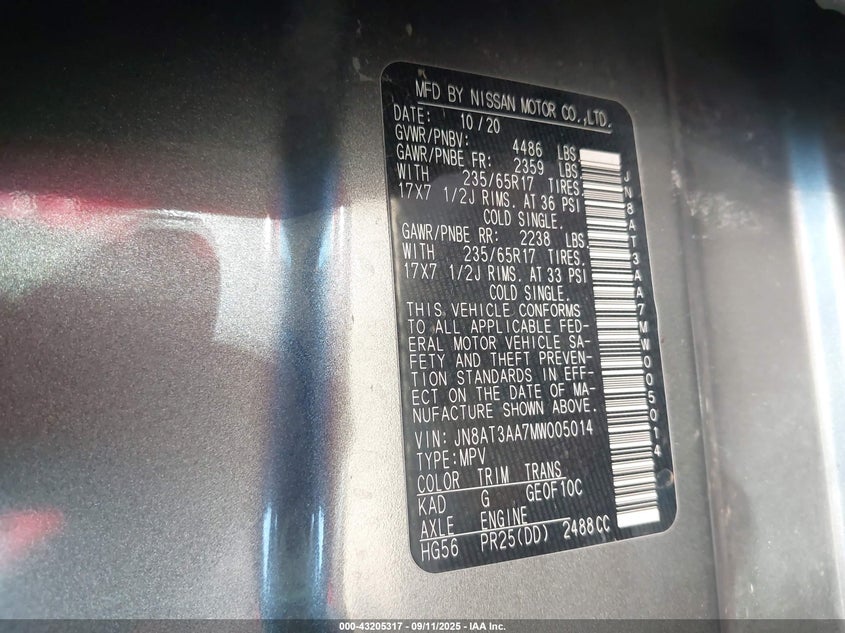 MFD BY NISSAN MOTOR CO.,LTD.
DATE: 10/20
GVWR/PNBV: 4486 LBS
GAWR/PNBE FR: 2359 LBS.
WITH 235/65R17 TIRES.
17X7 1/2J RIMS. AT 36 PSI
COLD SINGLE.
GAWR/PNBE RR: 2238 LBS.
WITH 235/65R17 TIRES.
17X7 1/2J RIMS. AT 33 PSI
COLD SINGLE.
THIS VEHICLE CONFORMS
TO ALL APPLICABLE FED-
ERAL MOTOR VEHICLE SA-
FETY AND THEFT PREVEN-
TION STANDARDS IN EFF-
ECT ON THE DATE OF MA-
NUFACTURE SHOWN ABOVE.
VIN: JN8AT3AA7MW005014
TYPE:MPV
COLOR TRIM TRANS
KAD G GE0F10C
AXLE ENGINE
HG56 PR25(DD) 2488CC
JN8AT3AA7MW005014
000-43205317 - 09/11/2025 - IAA Inc.